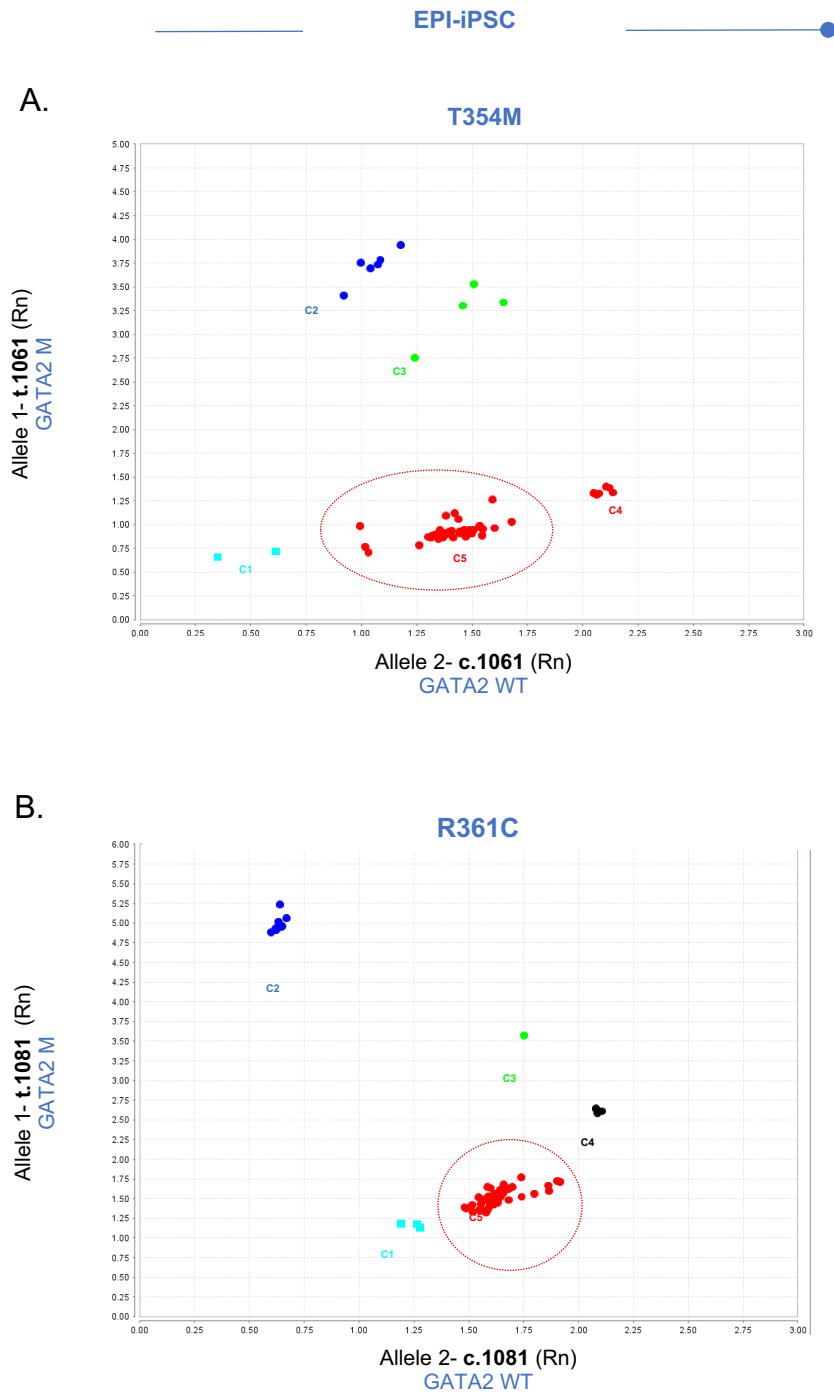 EPI-iPSC
A.
T354M
5.00
4.75
4.50
4.25
4.00
3.75
3.50
3.25
3.00
2.75
2.50
2.25
2.00
1.75
1.50
1.25
1.00
0.75
0.50
0.25
0.00
Allele 1- t.1061 (Rn)
GATA2 M
C2
C3
C4
C5
C1
0.00 0.25 0.50 0.75 1.00 1.25 1.50 1.75 2.00 2.25 2.50 2.75 3.00
Allele 2- c.1061 (Rn)
GATA2 WT
B.
R361C
6.00
5.75
5.50
5.25
5.00
4.75
4.50
4.25
4.00
3.75
3.50
3.25
3.00
2.75
2.50
2.25
2.00
1.75
1.50
1.25
1.00
0.75
0.50
0.25
0.00
Allele 1- t.1081 (Rn)
GATA2 M
C2
C3
C4
C5
C1
0.00 0.25 0.50 0.75 1.00 1.25 1.50 1.75 2.00 2.25 2.50 2.75 3.00
Allele 2- c.1081 (Rn)
GATA2 WT